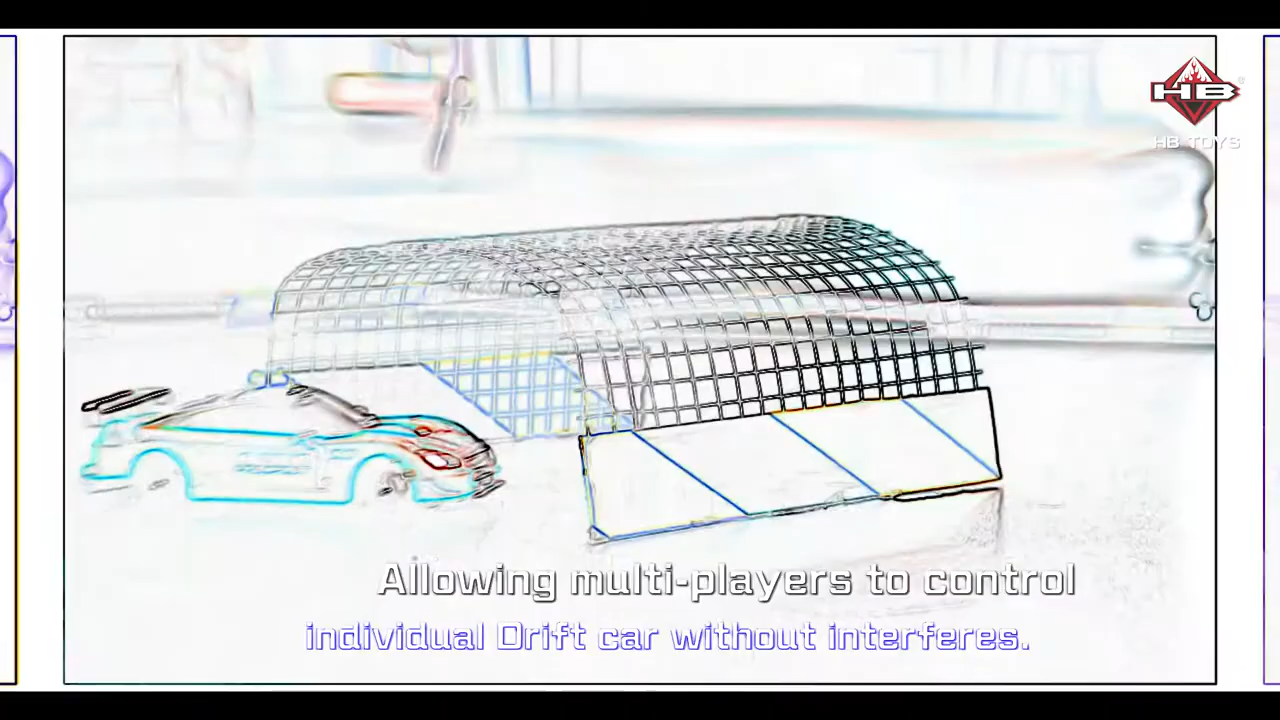 HB
HB TOYS
Allowing multi-players to control
individual Drift car without interferes.